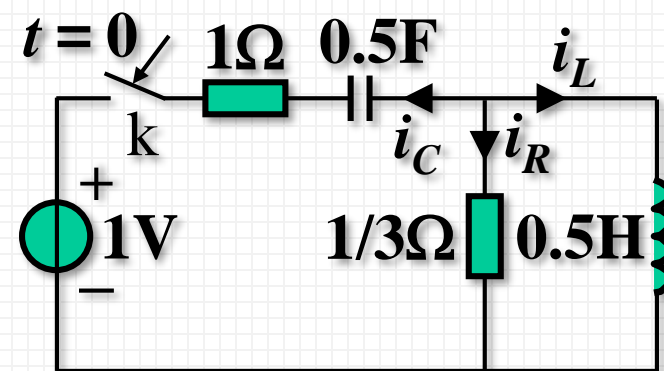 t = 0
1Ω
0.5F
i_L
k
i_C
i_R
+
1V
1/3Ω
0.5H
−